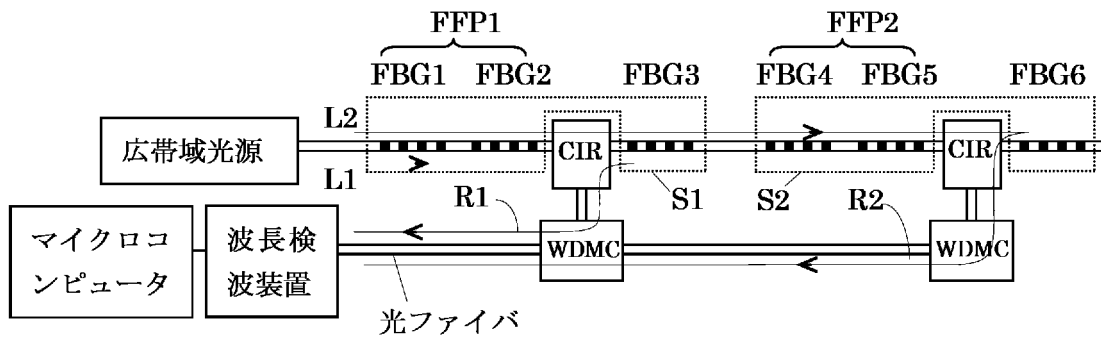 FFP1
FFP2
FBG1
FBG2
FBG3
FBG4
FBG5
FBG6
L2
広帯域光源
CIR
CIR
L1
R1
S1
S2
R2
マイクロコ
ンピュータ
波長検
波装置
WDMC
WDMC
光ファイバ